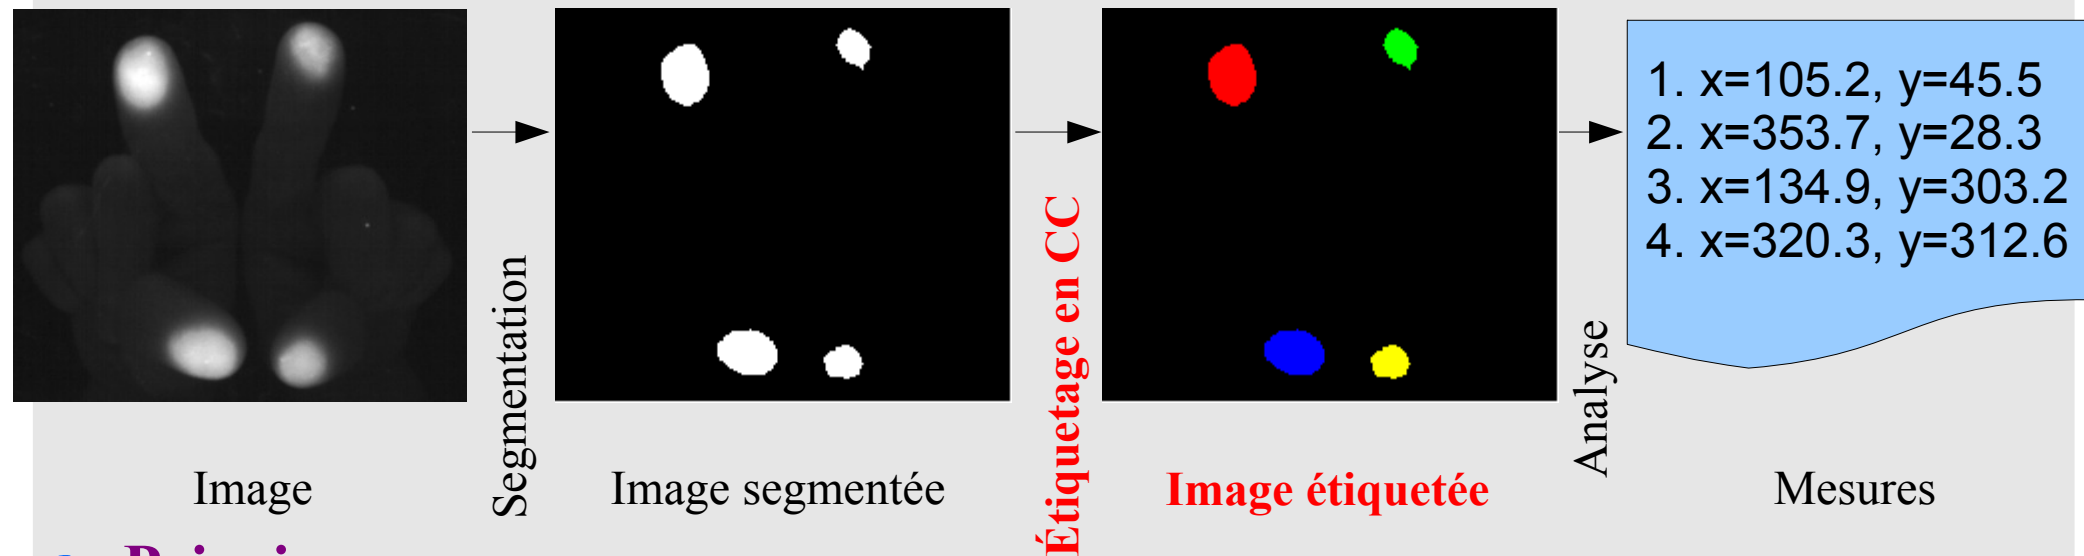 1. x=105.2, y=45.5
2. x=353.7, y=28.3
3. x=134.9, y=303.2
4. x=320.3, y=312.6
Segmentation
Étiquetage en CC
Analyse
Image
Image segmentée
Image étiquetée
Mesures